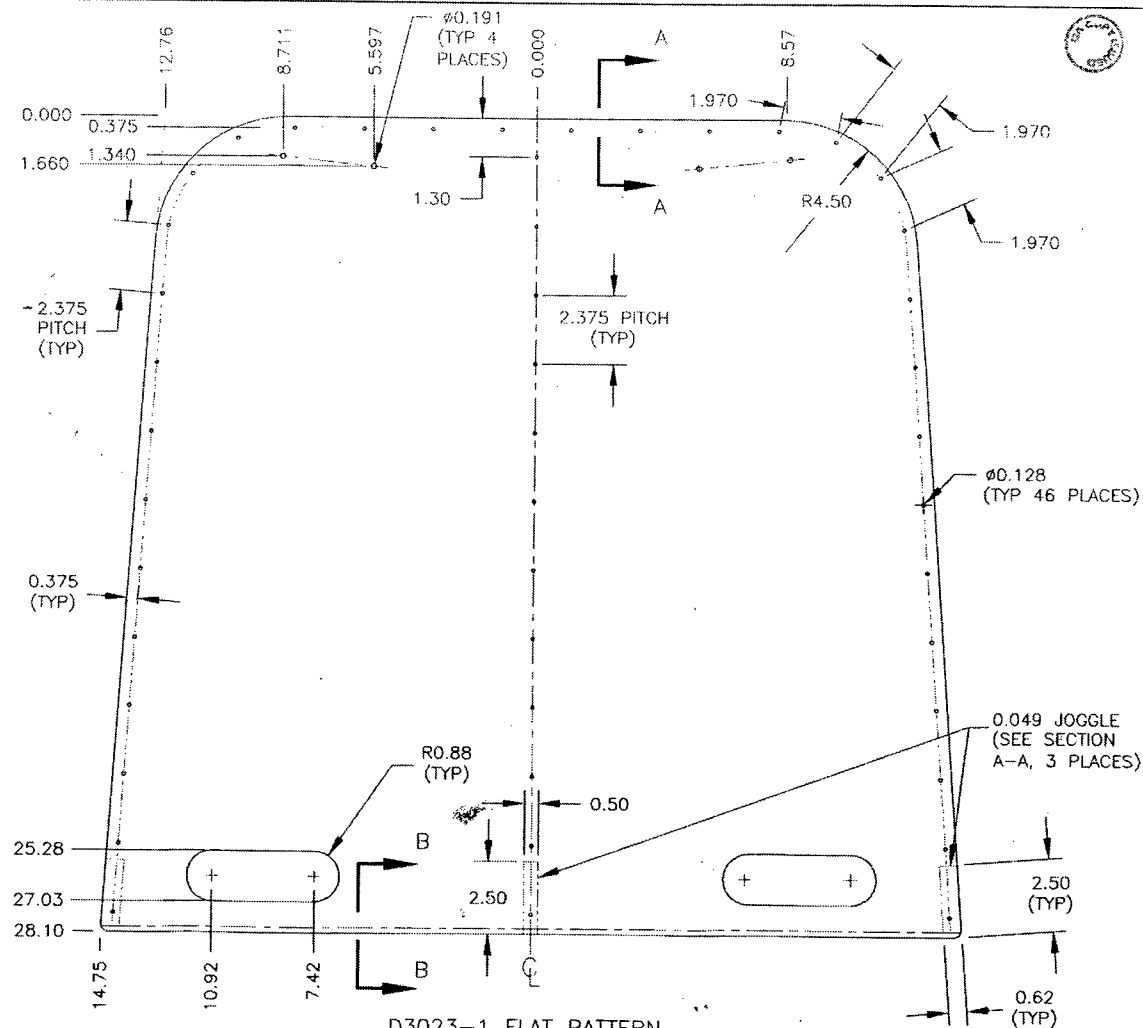 12.76
8.711
5.597
ø0.191
(TYP 4
PLACES)
0.000
A
8.57
0.000
0.375
1.340
1.660
1.970
1.970
1.30
A
R4.50
1.970
2.375
PITCH
(TYP)
2.375 PITCH
(TYP)
ø0.128
(TYP 46 PLACES)
0.375
(TYP)
0.049 JOGGLE
(SEE SECTION
A-A, 3 PLACES)
R0.88
(TYP)
0.50
25.28
B
2.50
2.50
(TYP)
27.03
28.10
14.75
10.92
7.42
B
CL
0.62
(TYP)
D3023-1 FLAT PATTERN